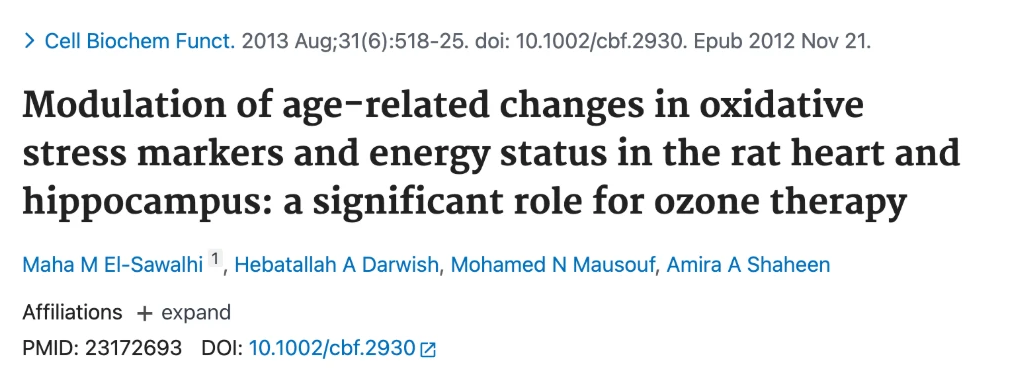 > Cell Biochem Funct. 2013 Aug;31(6):518-25. doi: 10.1002/cbf.2930. Epub 2012 Nov 21.
Modulation of age-related changes in oxidative
stress markers and energy status in the rat heart and
hippocampus: a significant role for ozone therapy
Maha M El-Sawalhi 1, Hebatallah A Darwish, Mohamed N Mausouf, Amira A Shaheen
Affiliations + expand
PMID: 23172693 DOI: 10.1002/cbf.2930